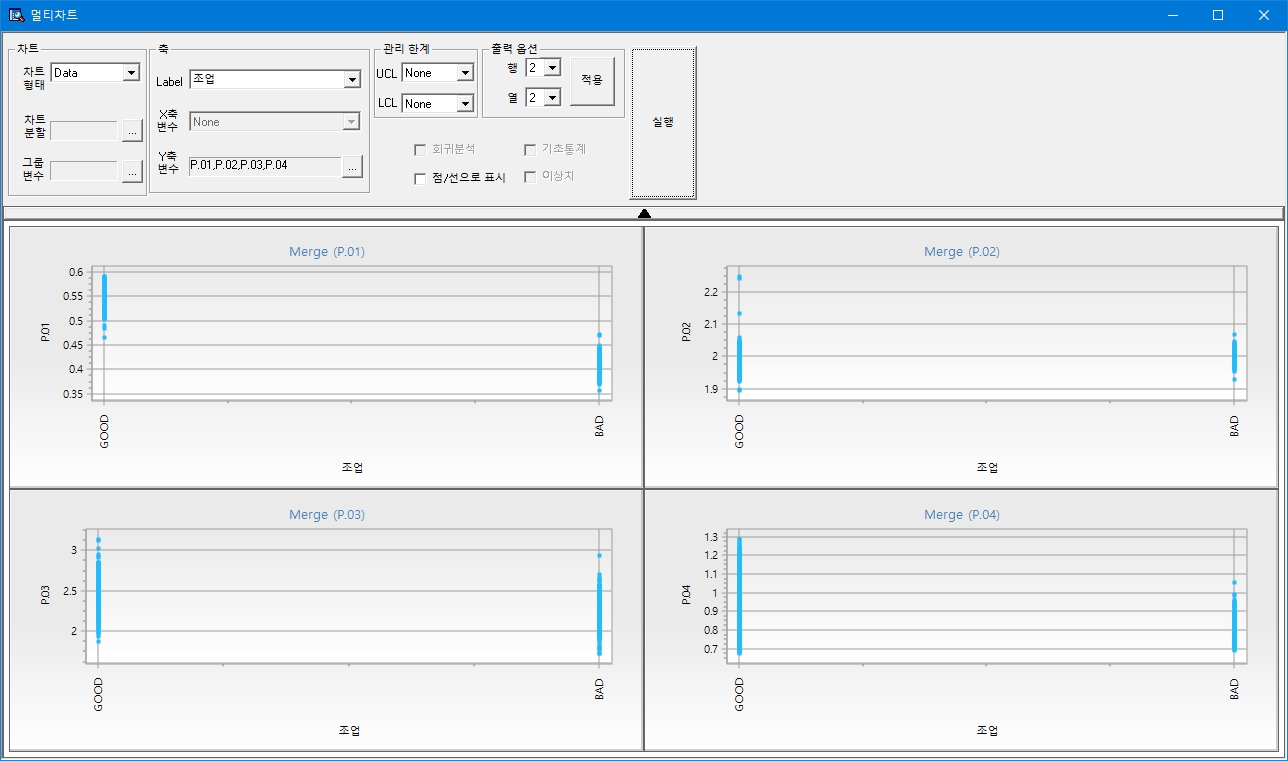 멀티차트
차트
차트
형태
Data
차트
분할
...
그룹
변수
...
축
Label
조업
X축
변수
None
Y축
변수
P.01,P.02,P.03,P.04
...
관리 한계
UCL
None
LCL
None
출력 옵션
행
2
열
2
적용
회귀분석
기초통계
점/선으로 표시
이상치
실행
Merge (P.01)
P.01
0.6
0.55
0.5
0.45
0.4
0.35
GOOD
BAD
조업
Merge (P.02)
P.02
2.2
2.1
2
1.9
GOOD
BAD
조업
Merge (P.03)
P.03
3
2.5
2
GOOD
BAD
조업
Merge (P.04)
P.04
1.3
1.2
1.1
1
0.9
0.8
0.7
GOOD
BAD
조업